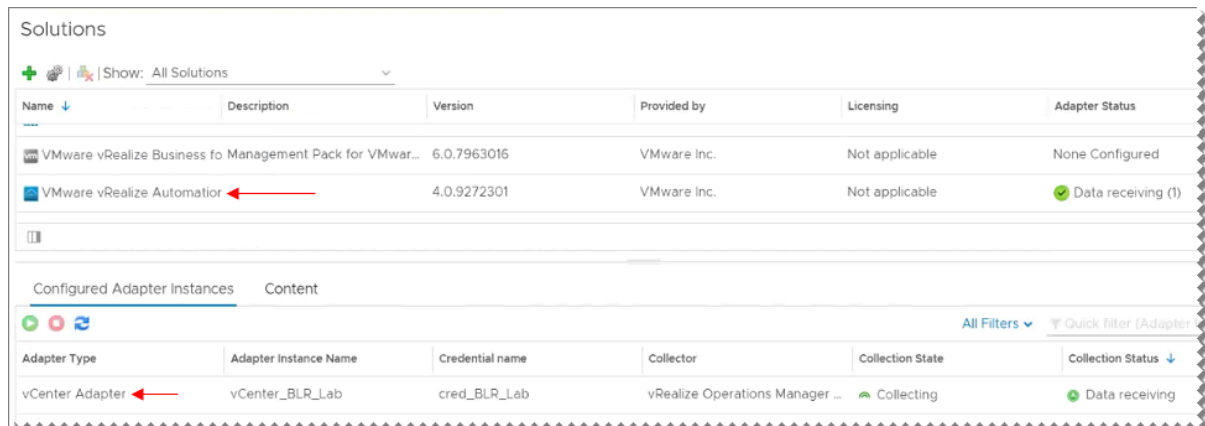 Solutions
Show: All Solutions
Name Description Version Provided by Licensing Adapter Status
vm VMware vRealize Business fo Management Pack for VMwar... 6.0.7963016 VMware Inc. Not applicable None Configured
VMware vRealize Automation 4.0.9272301 VMware Inc. Not applicable Data receiving (1)
Configured Adapter Instances Content
All Filters Quick filter (Adapter
Adapter Type Adapter Instance Name Credential name Collector Collection State Collection Status
vCenter Adapter vCenter_BLR_Lab cred_BLR_Lab vRealize Operations Manager ... Collecting Data receiving